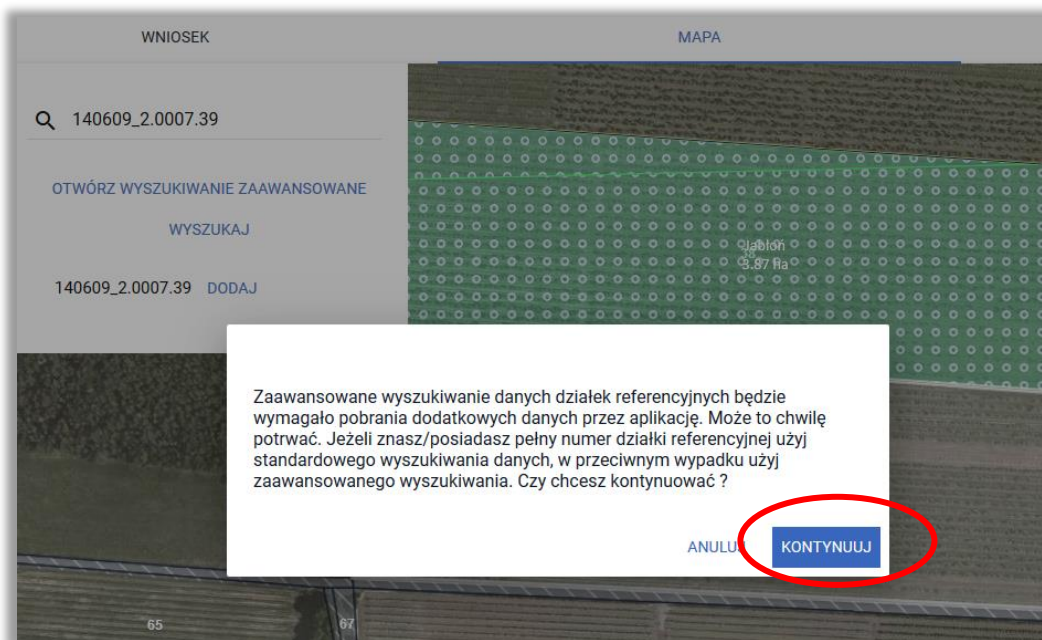 WNIOSEK
MAPA
140609_2.0007.39
OTWÓRZ WYSZUKIWANIE ZAAWANSOWANE
WYSZUKAJ
140609_2.0007.39 DODAJ
Jabłoń
58
3.87 ha
Zaawansowane wyszukiwanie danych działek referencyjnych będzie
wymagało pobrania dodatkowych danych przez aplikację. Może to chwilę
potrwać. Jeżeli znasz/posiadasz pełny numer działki referencyjnej użyj
standardowego wyszukiwania danych, w przeciwnym wypadku użyj
zaawansowanego wyszukiwania. Czy chcesz kontynuować ?
ANULUJ KONTYNUUJ
65
67